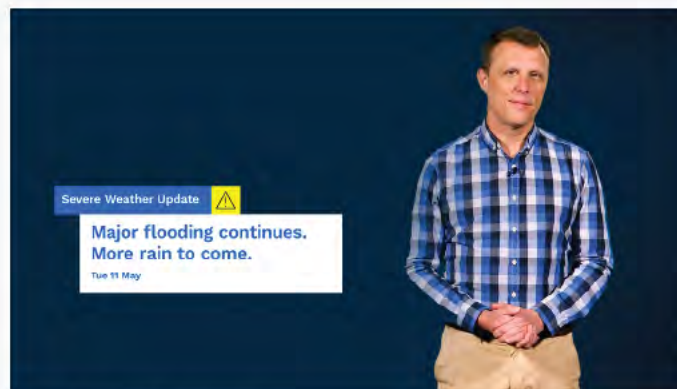 Severe Weather Update
Major flooding continues.
More rain to come.
Tue 11 May